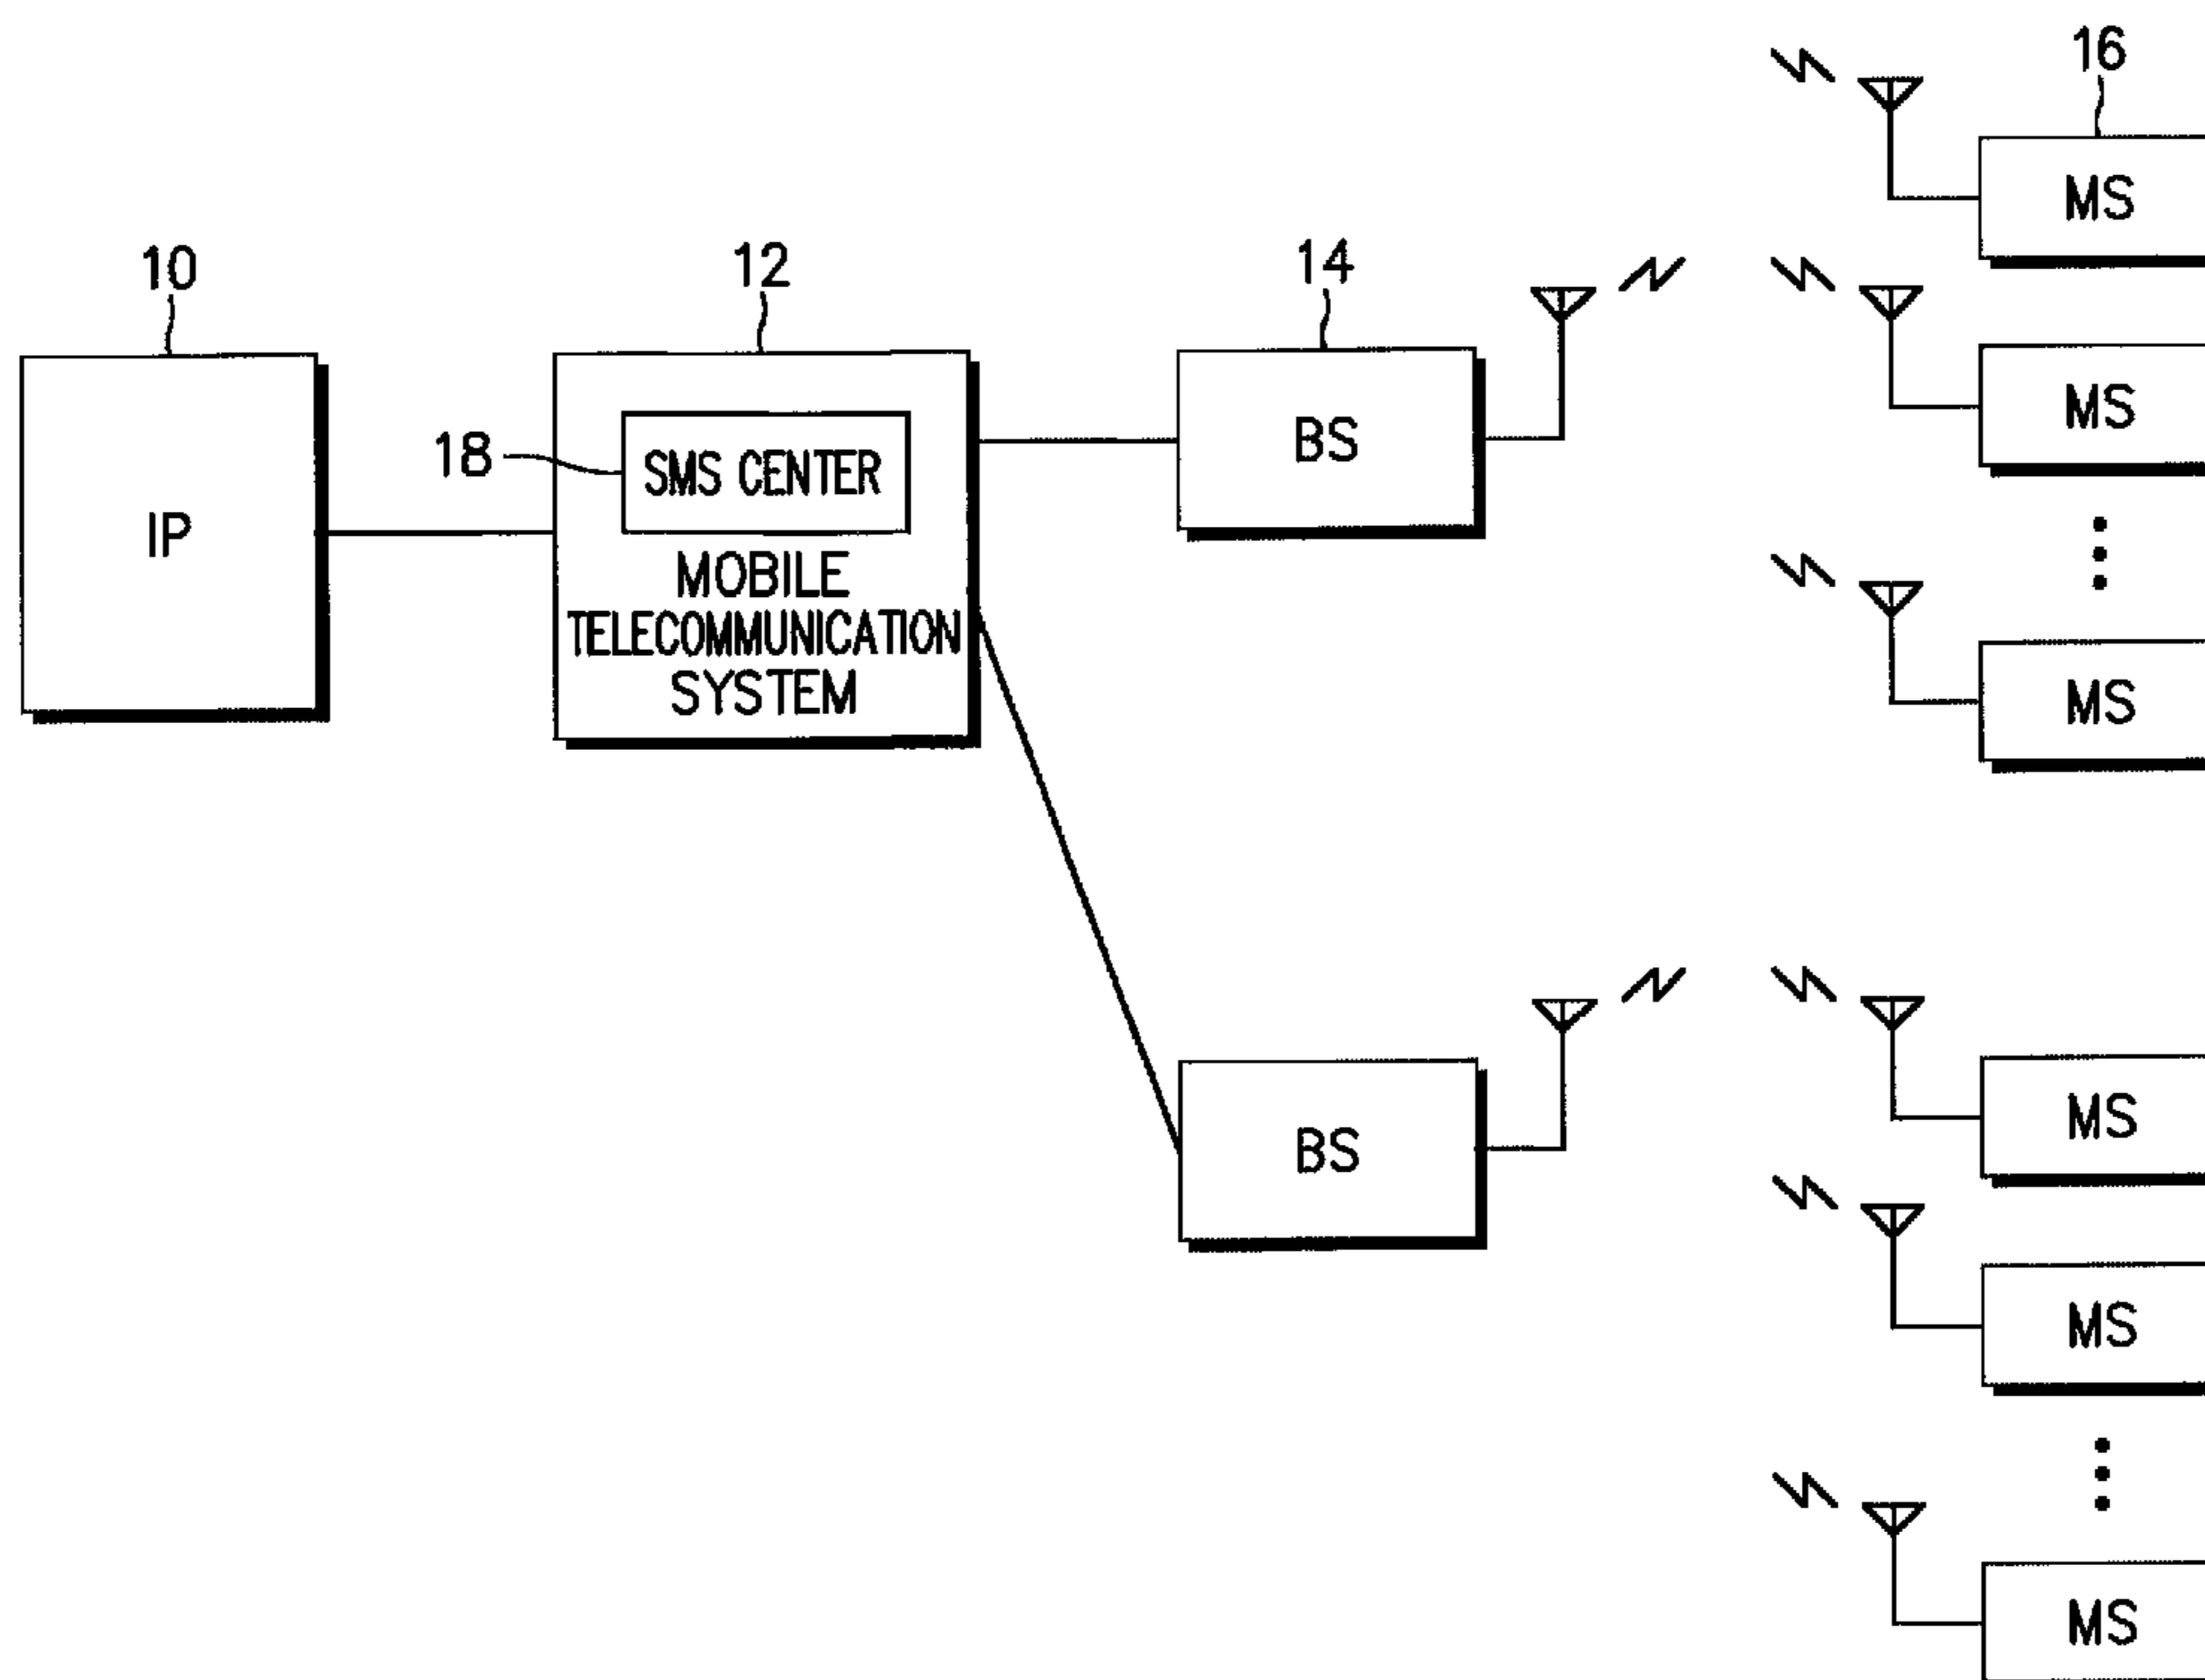 16
MS
10
12
14
MS
18
SMS CENTER
BS
IP
MOBILE
TELECOMMUNICATION
SYSTEM
MS
MS
BS
MS
MS